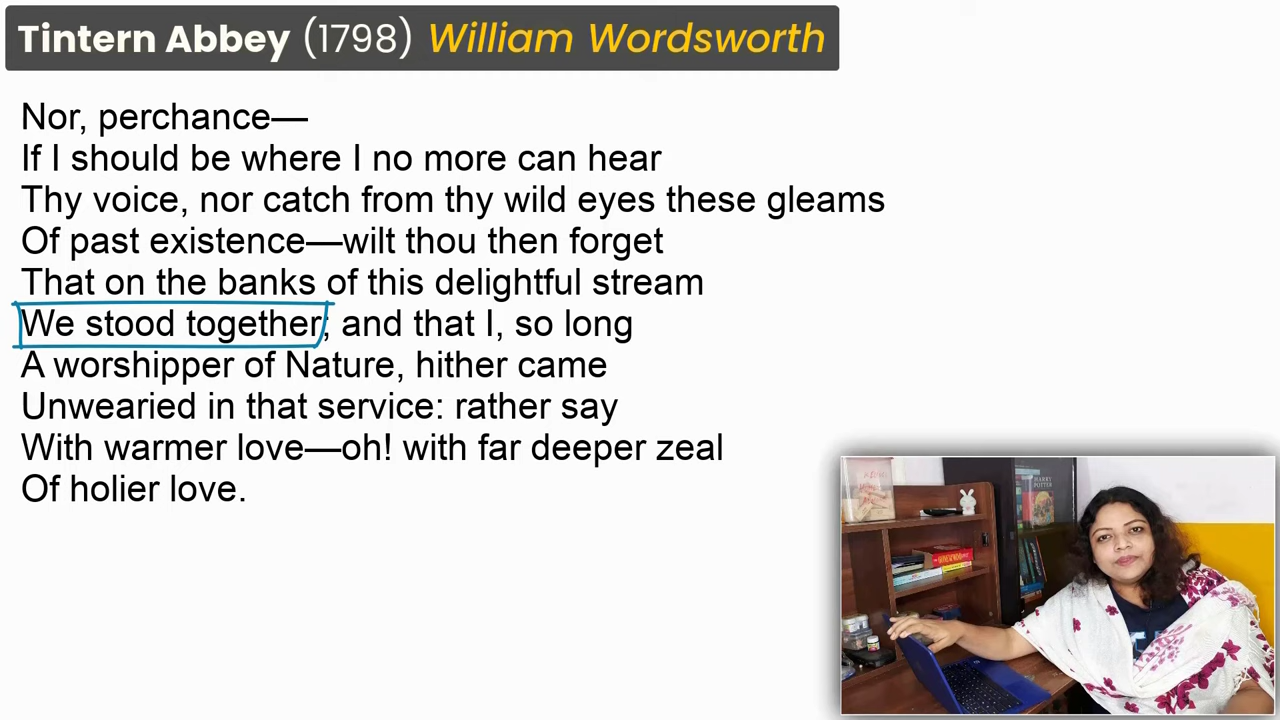 Tintern Abbey (1798) William Wordsworth
Nor, perchance—
If I should be where I no more can hear
Thy voice, nor catch from thy wild eyes these gleams
Of past existence—wilt thou then forget
That on the banks of this delightful stream
We stood together; and that I, so long
A worshipper of Nature, hither came
Unwearied in that service: rather say
With warmer love—oh! with far deeper zeal
Of holier love.
HARRY
POTTER